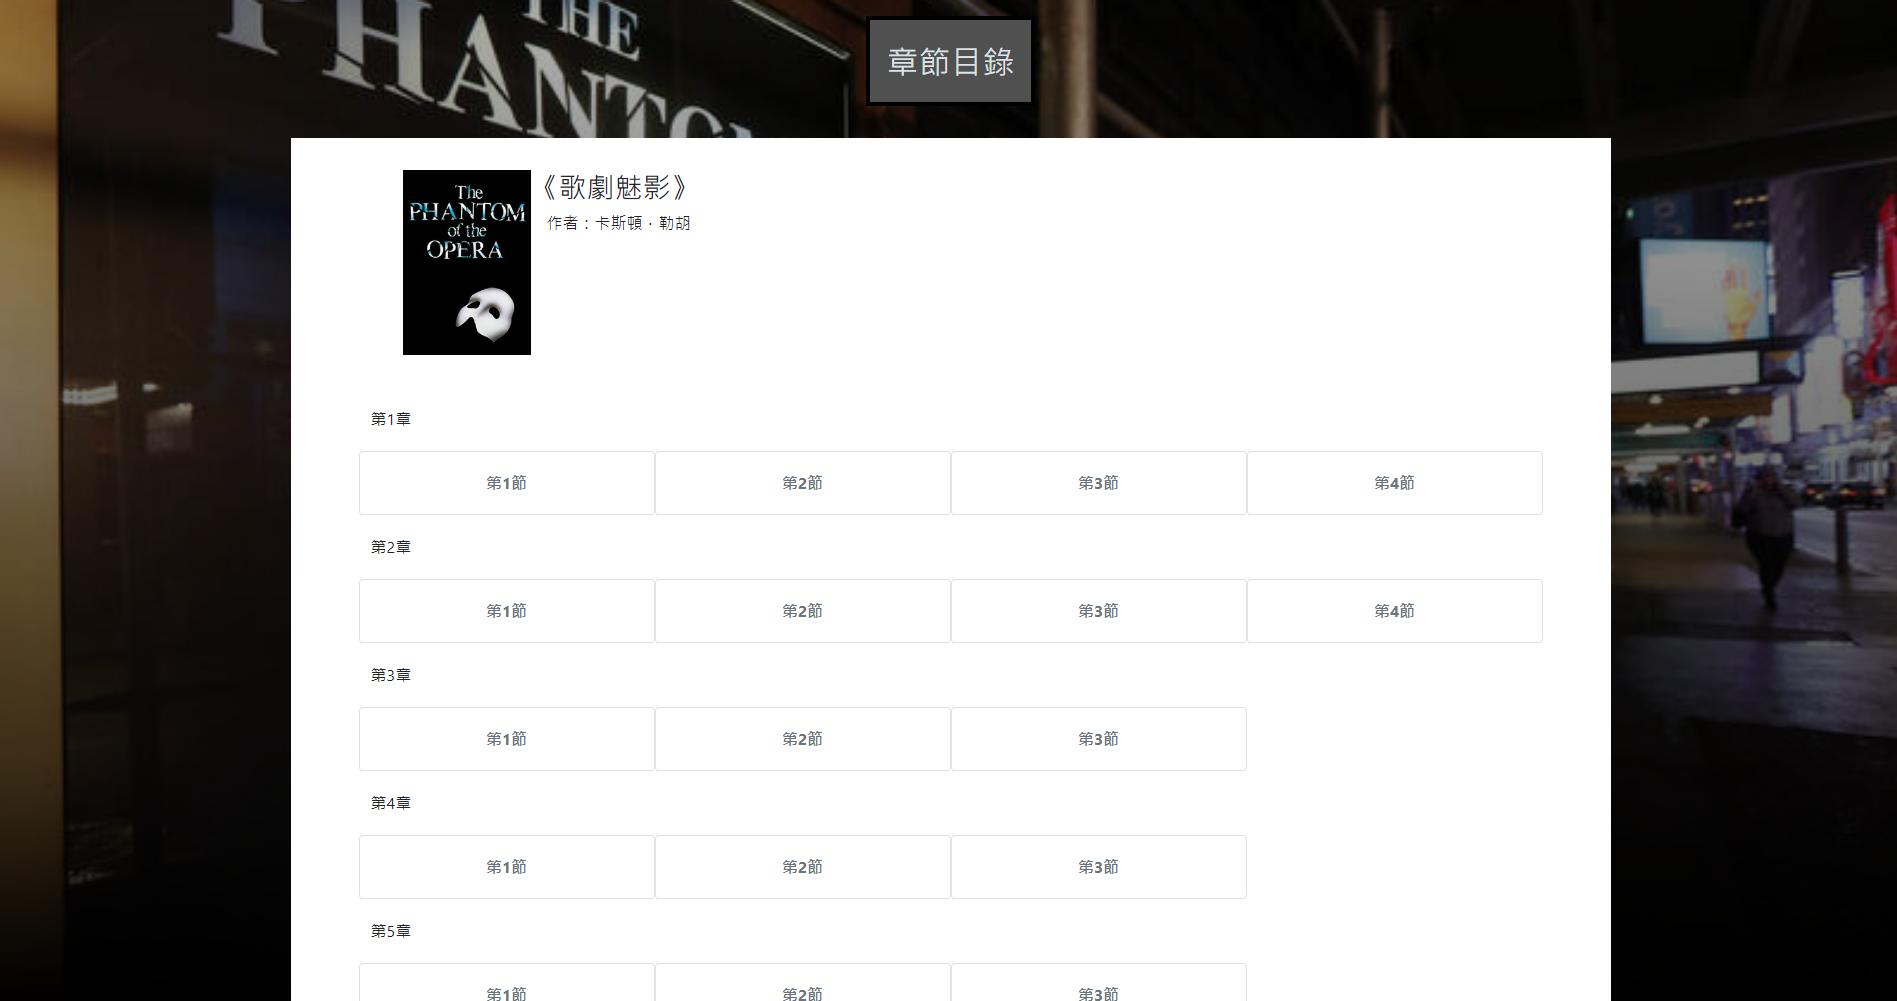 THE
PHANTOM
章節目錄
The
PHANTOM
of the
OPERA
《歌劇魅影》
作者：卡斯頓・勒胡
第1章
第1節 第2節 第3節 第4節
第2章
第1節 第2節 第3節 第4節
第3章
第1節 第2節 第3節
第4章
第1節 第2節 第3節
第5章
第1節 第2節 第3節